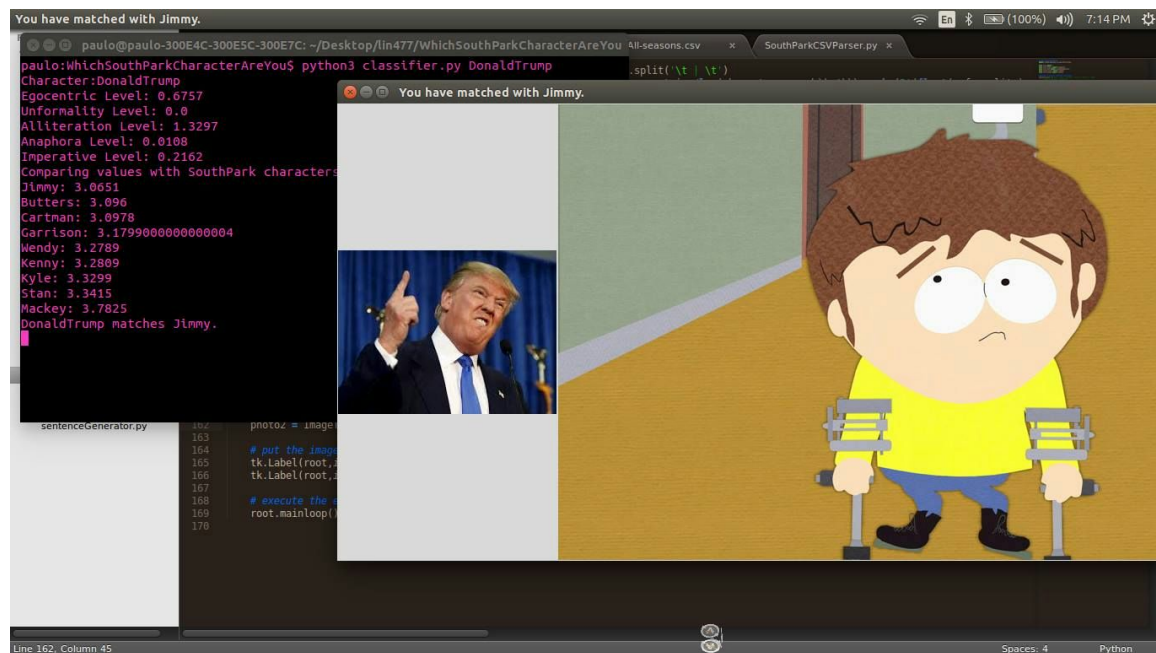 You have matched with Jimmy.
En (100%) 7:14 PM
paulo@paulo-300E4C-300E5C-300E7C: ~/Desktop/lin477/WhichSouthParkCharacterAreYou
All-seasons.csv × SouthParkCSVParser.py ×
paulo:WhichSouthParkCharacterAreYou$ python3 classifier.py DonaldTrump
.split('\t | \t')
Character:DonaldTrump
Egocentric Level: 0.6757
Unformality Level: 0.0
Alliteration Level: 1.3297
Anaphora Level: 0.0108
Imperative Level: 0.2162
Comparing values with SouthPark characters
Jimmy: 3.0651
Butters: 3.096
Cartman: 3.0978
Garrison: 3.1799000000000004
Wendy: 3.2789
Kenny: 3.2809
Kyle: 3.3299
Stan: 3.3415
Mackey: 3.7825
DonaldTrump matches Jimmy.
You have matched with Jimmy.
sentenceGenerator.py
162 photo2 = Image
163
164 # put the image
165 tk.Label(root,
166 tk.Label(root,
167
168 # execute the
169 root.mainloop()
170
Line 162, Column 45
Spaces: 4 Python